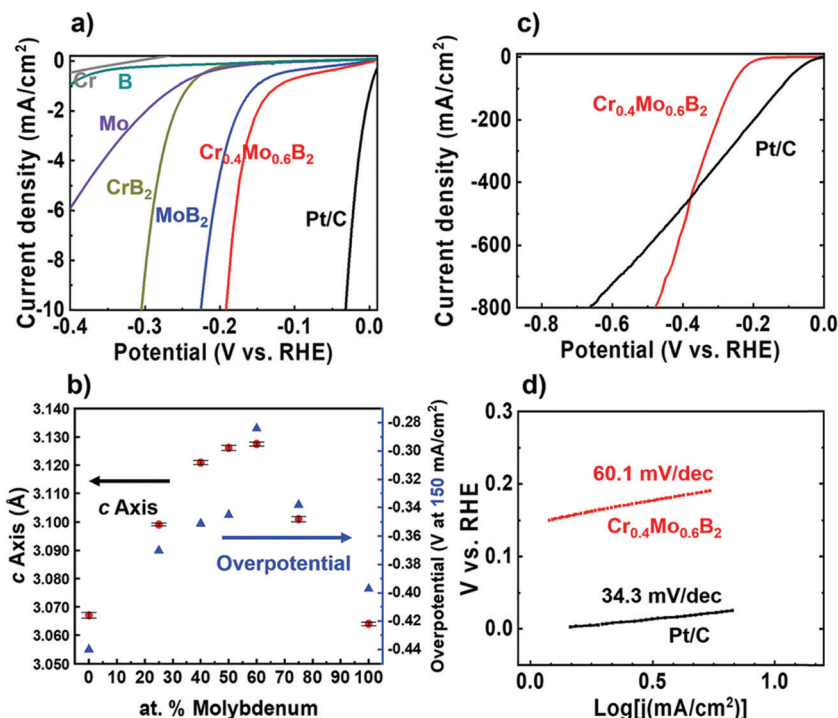 a)
Current density (mA/cm²)
0
-2
-4
-6
-8
-10
Cr
B
Mo
CrB₂
MoB₂
Cr₀.₄Mo₀.₆B₂
Pt/C
-0.4
-0.3
-0.2
-0.1
0.0
Potential (V vs. RHE)
c)
Current density (mA/cm²)
0
-200
-400
-600
-800
Cr₀.₄Mo₀.₆B₂
Pt/C
-0.8
-0.6
-0.4
-0.2
0.0
Potential (V vs. RHE)
b)
c Axis (Å)
3.140
3.130
3.120
3.110
3.100
3.090
3.080
3.070
3.060
3.050
c Axis
Overpotential
-0.28
-0.30
-0.32
-0.34
-0.36
-0.38
-0.40
-0.42
-0.44
Overpotential (V at 150 mA/cm²)
0
10
20
30
40
50
60
70
80
90
100
at. % Molybdenum
d)
V vs. RHE
0.3
0.2
0.1
0.0
60.1 mV/dec
Cr₀.₄Mo₀.₆B₂
34.3 mV/dec
Pt/C
0.0
0.5
1.0
Log[j(mA/cm²)]